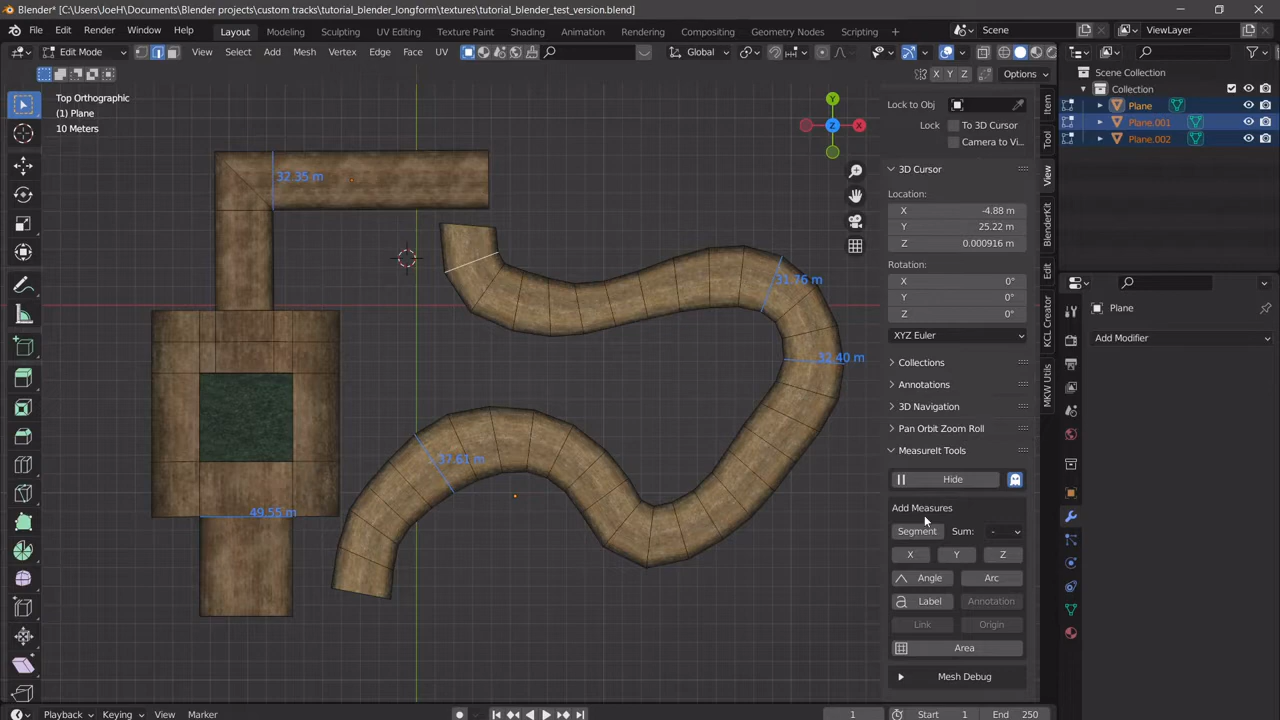 Blender* [C:\Users\JoeH\Documents\Blender projects\custom tracks\tutorial_blender_longform\textures\tutorial_blender_test_version.blend]
File Edit Render Window Help Layout Modeling Sculpting UV Editing Texture Paint Shading Animation Rendering Compositing Geometry Nodes Scripting Scene ViewLayer
Edit Mode View Select Add Mesh Vertex Edge Face UV Global
X Y Z Options
Top Orthographic
(1) Plane
10 Meters
Y
X
Z
32.35 m
31.76 m
32.40 m
37.61 m
49.55 m
Lock to Obj
Lock To 3D Cursor
Camera to Vi...
3D Cursor
Location:
X -4.88 m
Y 25.22 m
Z 0.000916 m
Rotation:
X 0°
Y 0°
Z 0°
XYZ Euler
Collections
Annotations
3D Navigation
Pan Orbit Zoom Roll
MeasureIt Tools
Hide
Add Measures
Segment Sum: -
X Y Z
Angle Arc
Label Annotation
Link Origin
Area
Mesh Debug
Item
Tool
View
BlenderKit
Edit
KCL Creator
MKW Utils
Scene Collection
Collection
Plane
Plane.001
Plane.002
Plane
Add Modifier
Playback Keying View Marker 1 Start 1 End 250